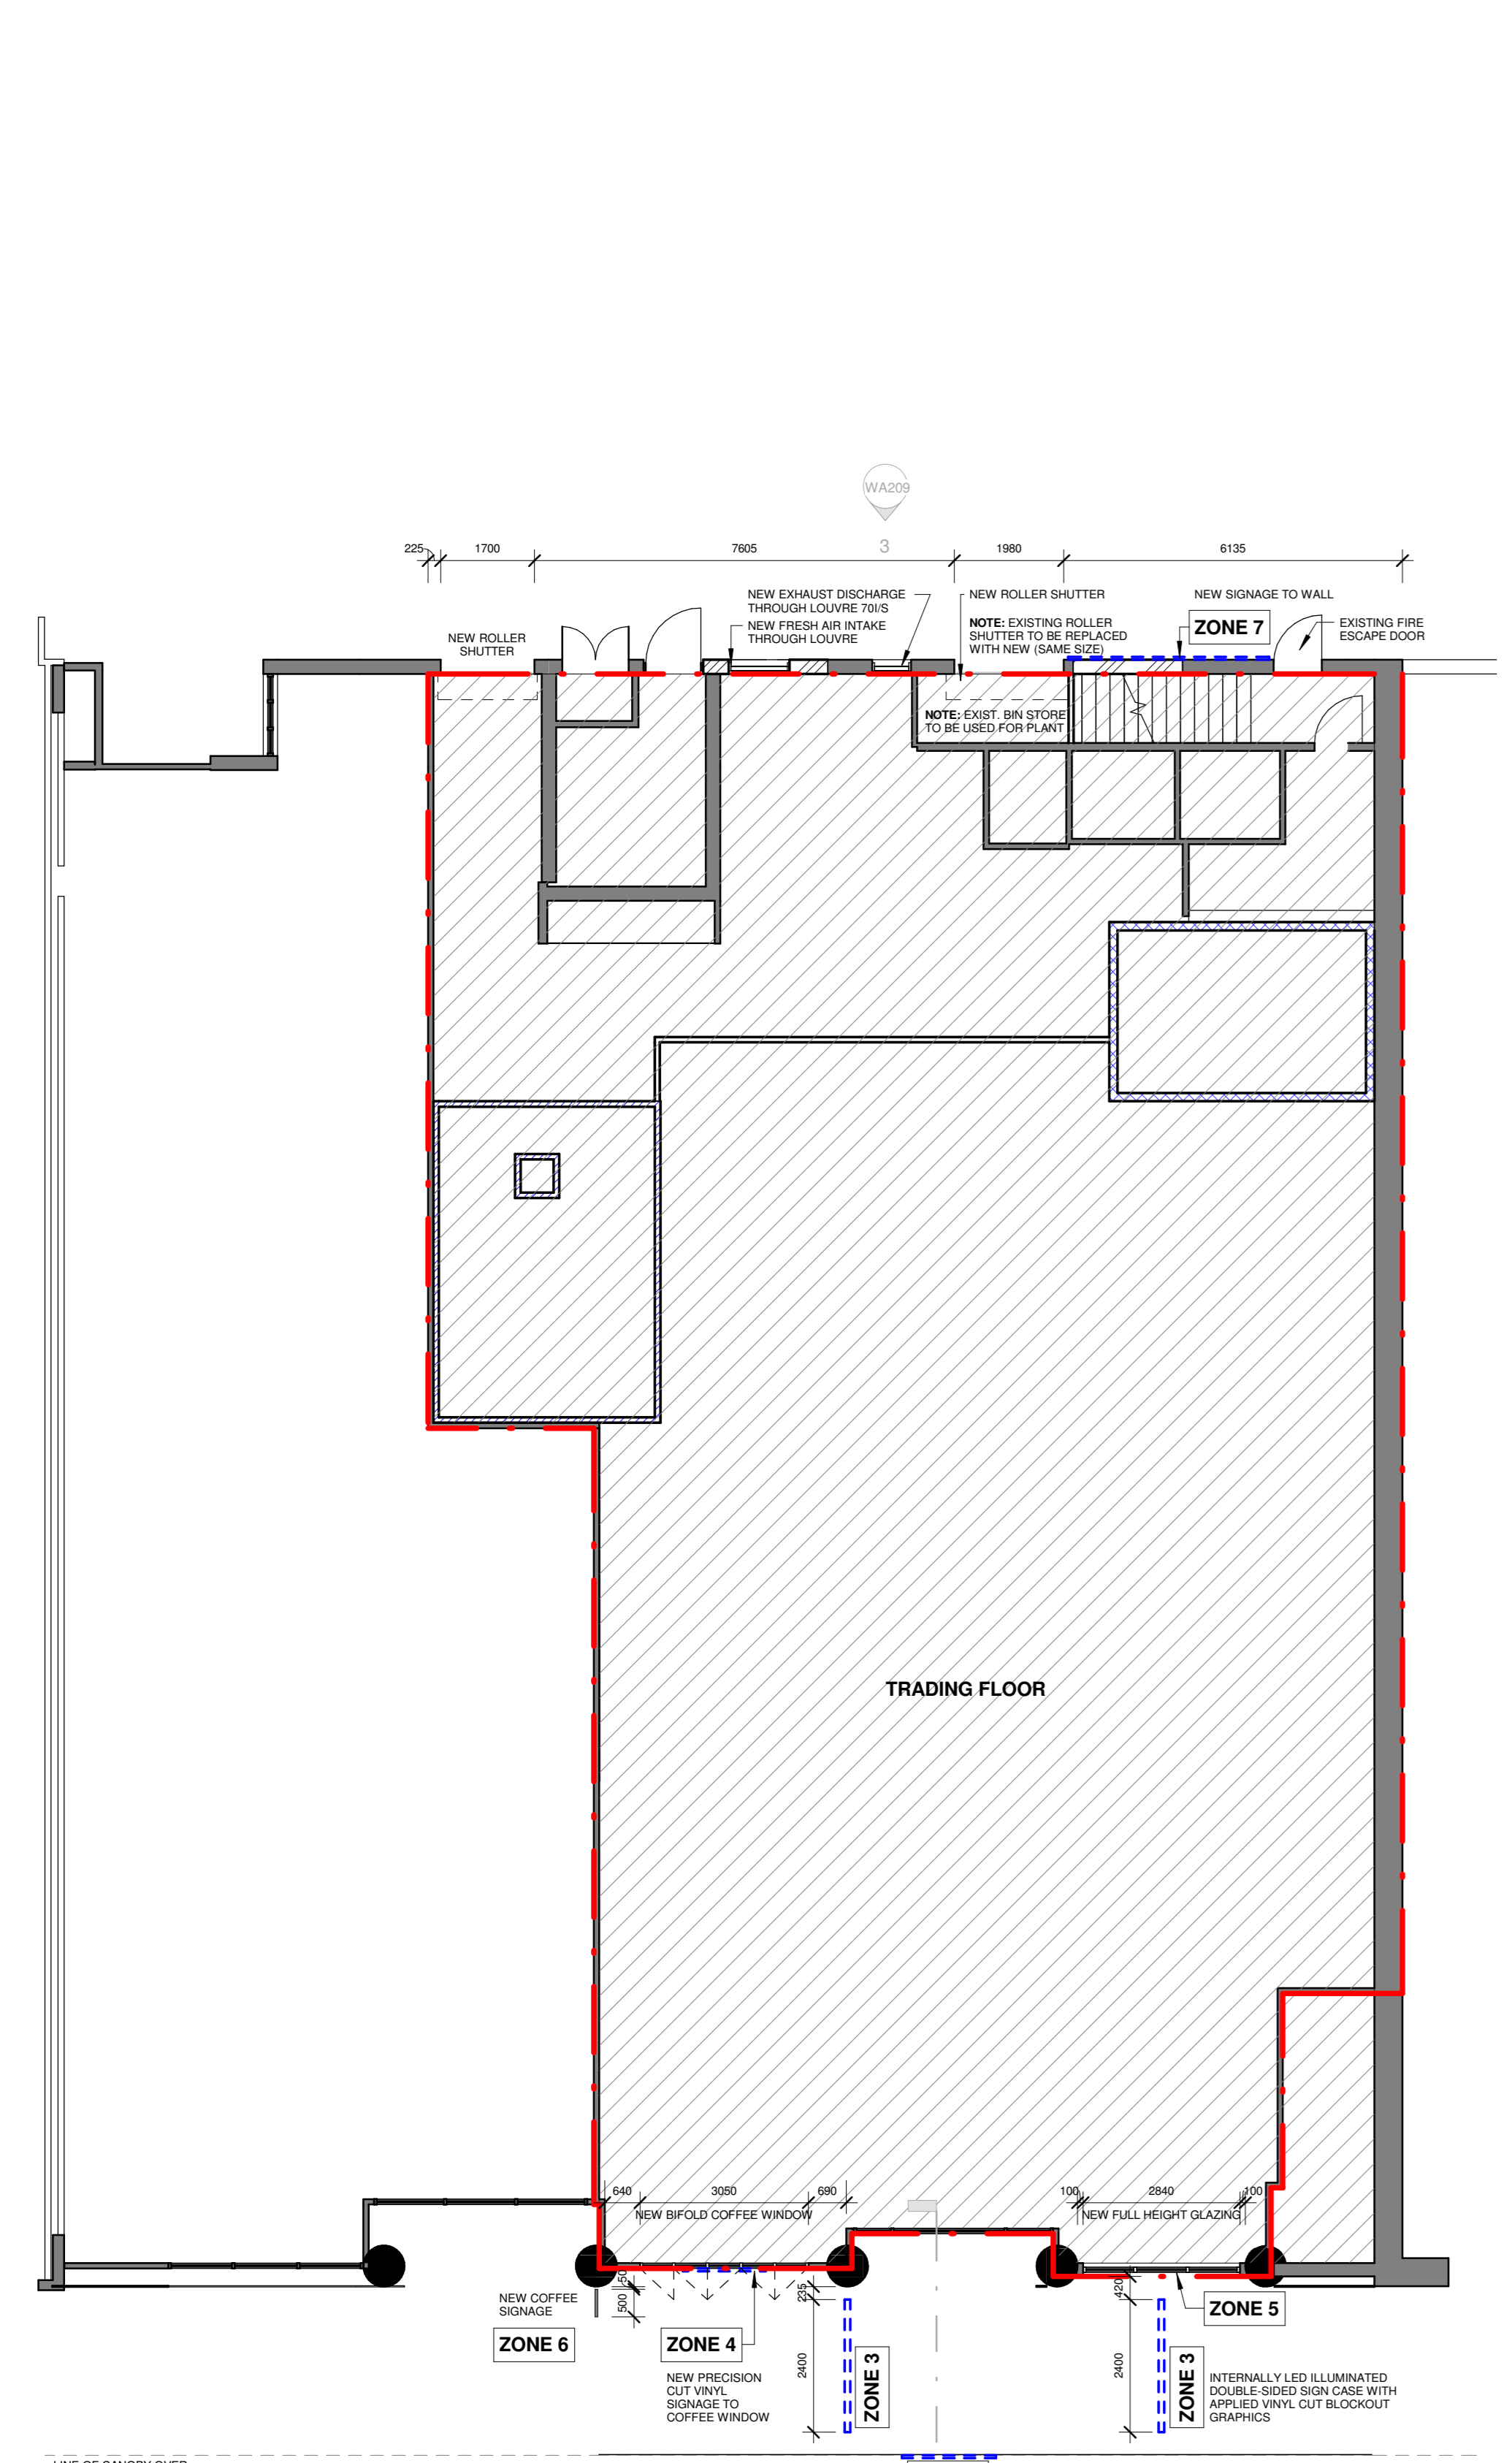 WA209
3
225
1700
7605
1980
6135
NEW EXHAUST DISCHARGE
THROUGH LOUVRE 70l/S
NEW FRESH AIR INTAKE
THROUGH LOUVRE
NEW ROLLER SHUTTER
NOTE: EXISTING ROLLER
SHUTTER TO BE REPLACED
WITH NEW (SAME SIZE)
NEW SIGNAGE TO WALL
ZONE 7
EXISTING FIRE
ESCAPE DOOR
NEW ROLLER
SHUTTER
NOTE: EXIST. BIN STORE
TO BE USED FOR PLANT
TRADING FLOOR
640
3050
690
NEW BIFOLD COFFEE WINDOW
100
2840
100
NEW FULL HEIGHT GLAZING
50
500
235
420
NEW COFFEE
SIGNAGE
ZONE 6
ZONE 4
NEW PRECISION
CUT VINYL
SIGNAGE TO
COFFEE WINDOW
2400
ZONE 3
2400
ZONE 3
ZONE 5
INTERNALLY LED ILLUMINATED
DOUBLE-SIDED SIGN CASE WITH
APPLIED VINYL CUT BLOCKOUT
GRAPHICS
LINE OF CANOPY OVER